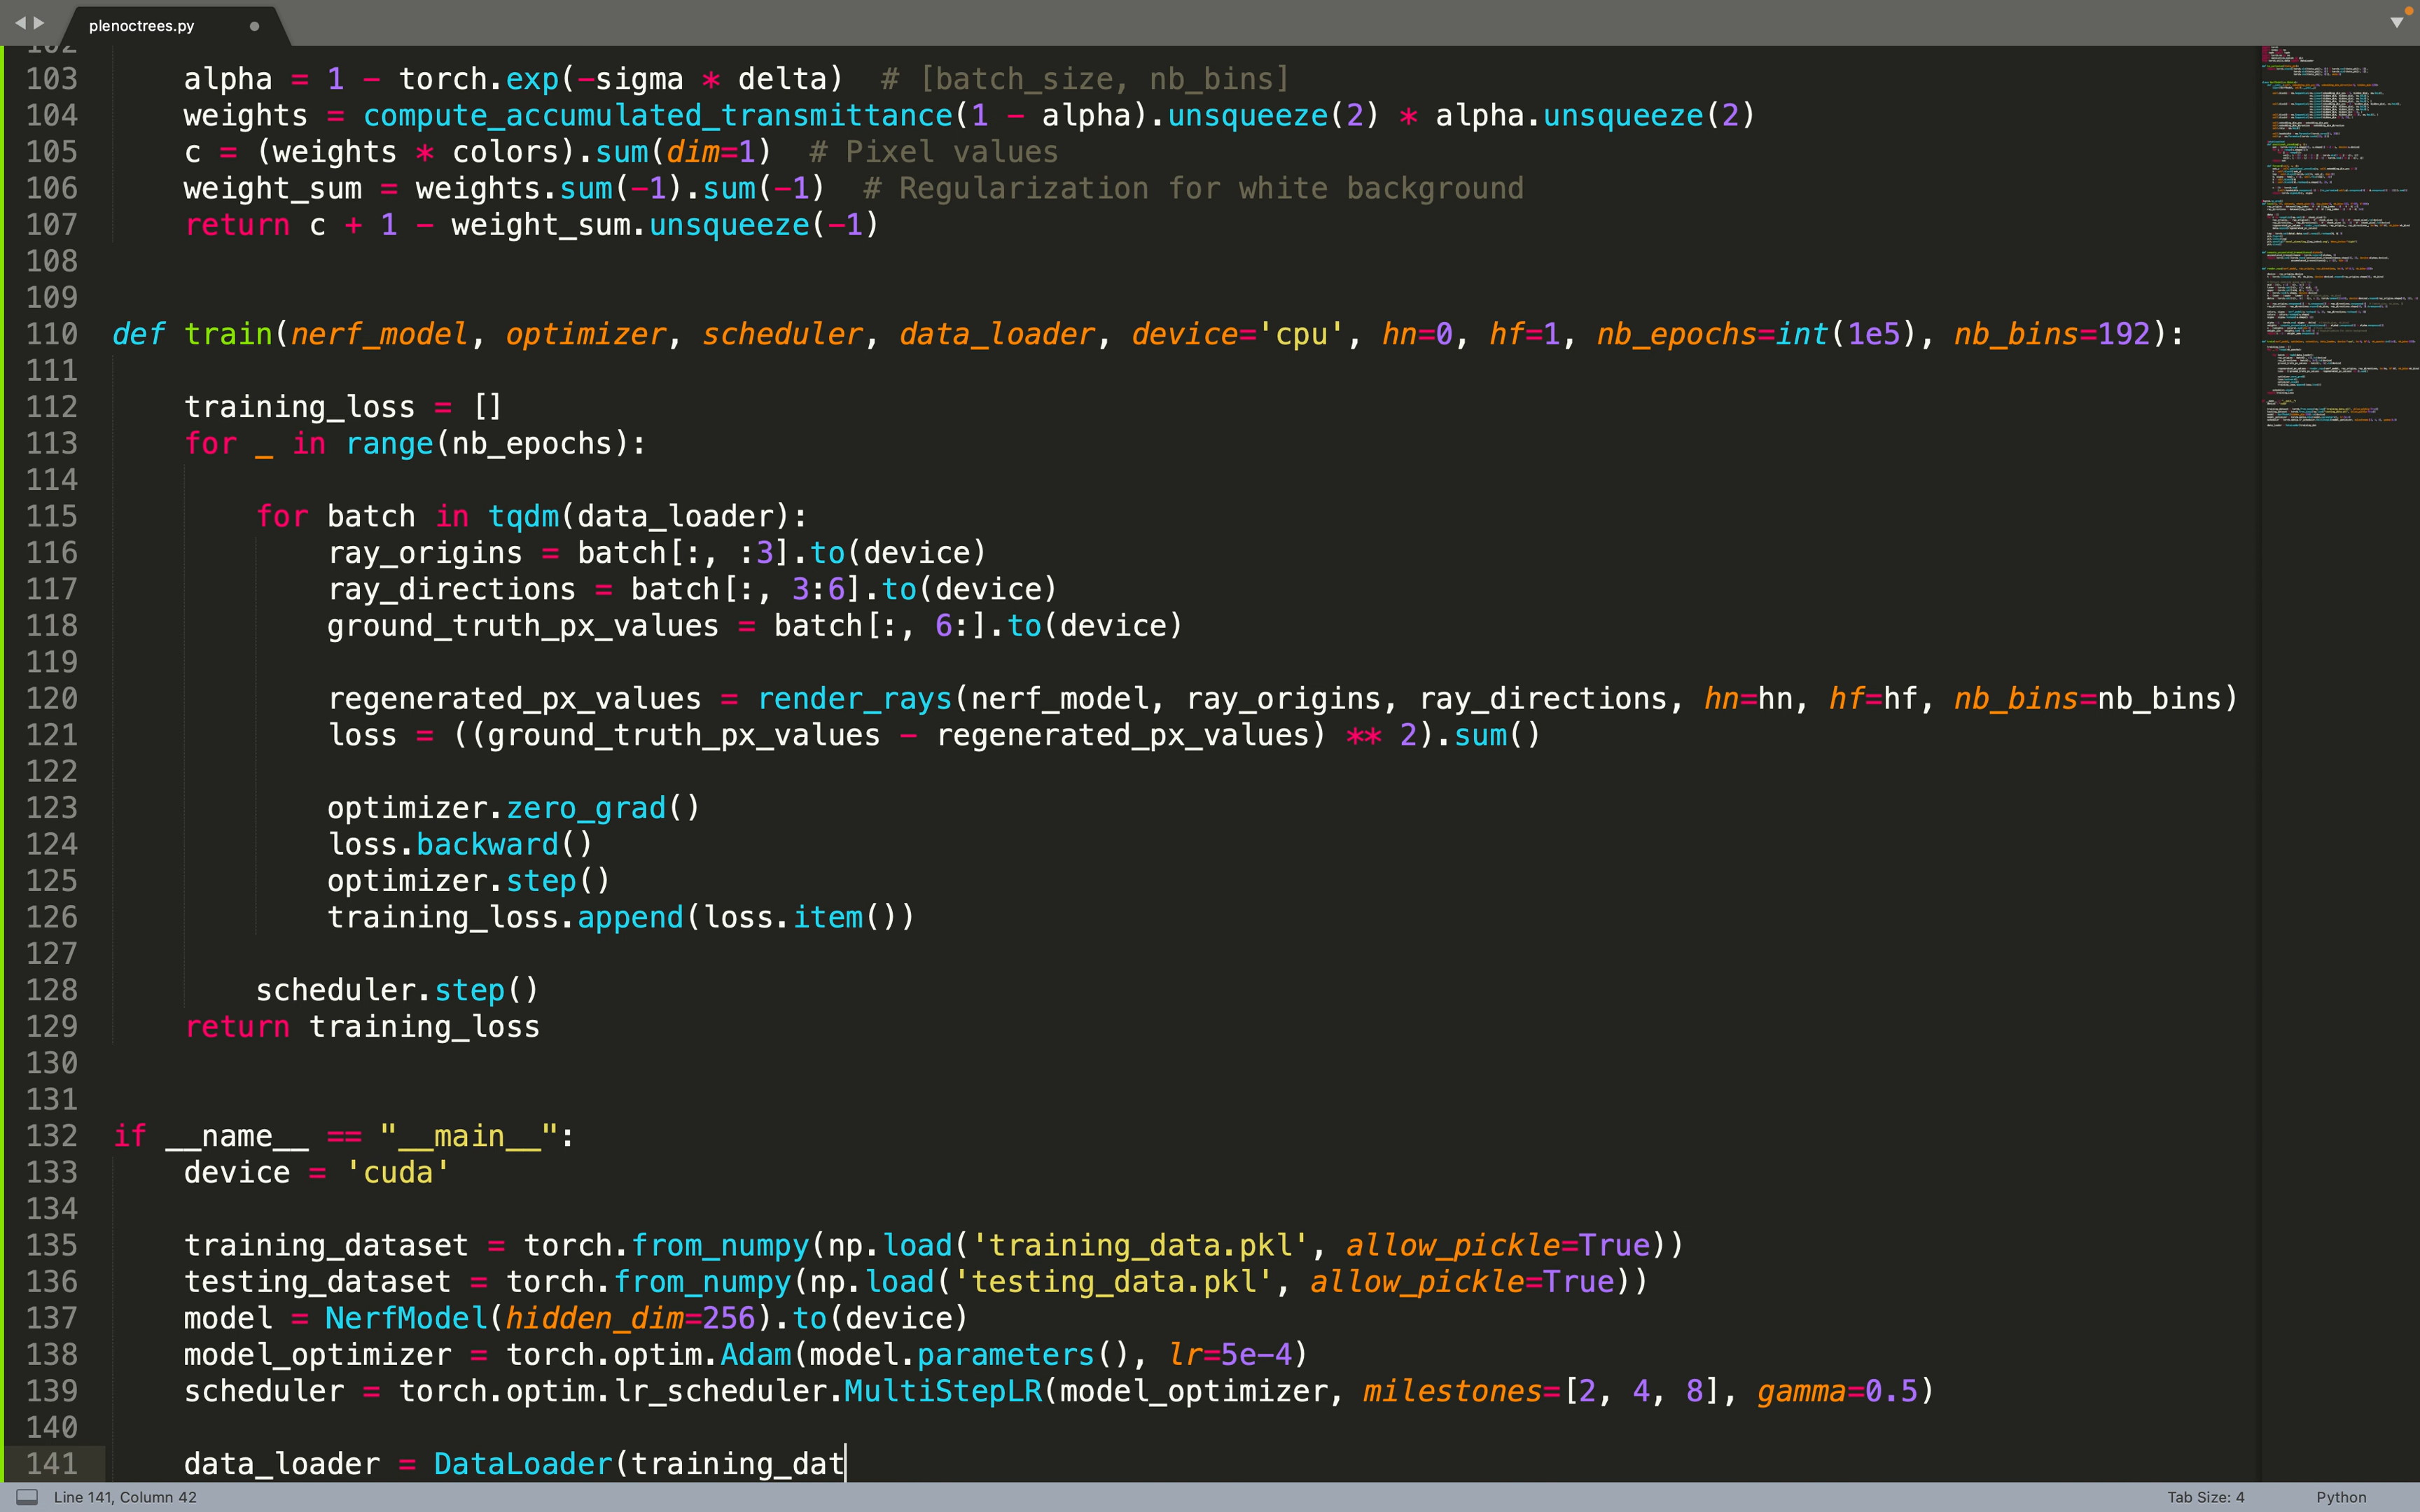 plenoctrees.py
103 alpha = 1 - torch.exp(-sigma * delta)  # [batch_size, nb_bins]
104 weights = compute_accumulated_transmittance(1 - alpha).unsqueeze(2) * alpha.unsqueeze(2)
105 c = (weights * colors).sum(dim=1)  # Pixel values
106 weight_sum = weights.sum(-1).sum(-1)  # Regularization for white background
107 return c + 1 - weight_sum.unsqueeze(-1)
108
109
110 def train(nerf_model, optimizer, scheduler, data_loader, device='cpu', hn=0, hf=1, nb_epochs=int(1e5), nb_bins=192):
111
112 training_loss = []
113 for _ in range(nb_epochs):
114
115 for batch in tqdm(data_loader):
116 ray_origins = batch[:, :3].to(device)
117 ray_directions = batch[:, 3:6].to(device)
118 ground_truth_px_values = batch[:, 6:].to(device)
119
120 regenerated_px_values = render_rays(nerf_model, ray_origins, ray_directions, hn=hn, hf=hf, nb_bins=nb_bins)
121 loss = ((ground_truth_px_values - regenerated_px_values) ** 2).sum()
122
123 optimizer.zero_grad()
124 loss.backward()
125 optimizer.step()
126 training_loss.append(loss.item())
127
128 scheduler.step()
129 return training_loss
130
131
132 if __name__ == "__main__":
133 device = 'cuda'
134
135 training_dataset = torch.from_numpy(np.load('training_data.pkl', allow_pickle=True))
136 testing_dataset = torch.from_numpy(np.load('testing_data.pkl', allow_pickle=True))
137 model = NerfModel(hidden_dim=256).to(device)
138 model_optimizer = torch.optim.Adam(model.parameters(), lr=5e-4)
139 scheduler = torch.optim.lr_scheduler.MultiStepLR(model_optimizer, milestones=[2, 4, 8], gamma=0.5)
140
141 data_loader = DataLoader(training_dat
Line 141, Column 42
Tab Size: 4
Python